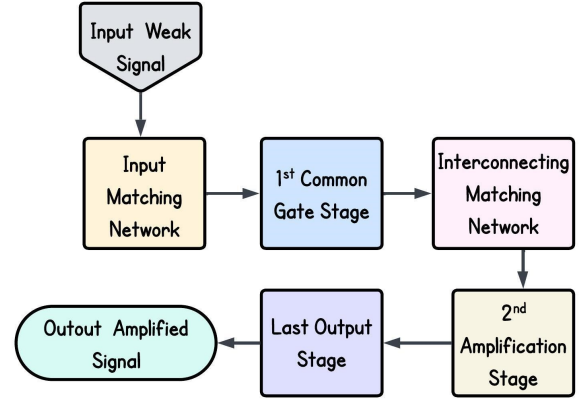 Input Weak
Signal
Input
Matching
Network
1st Common
Gate Stage
Interconnecting
Matching
Network
2nd
Amplification
Stage
Last Output
Stage
Outout Amplified
Signal